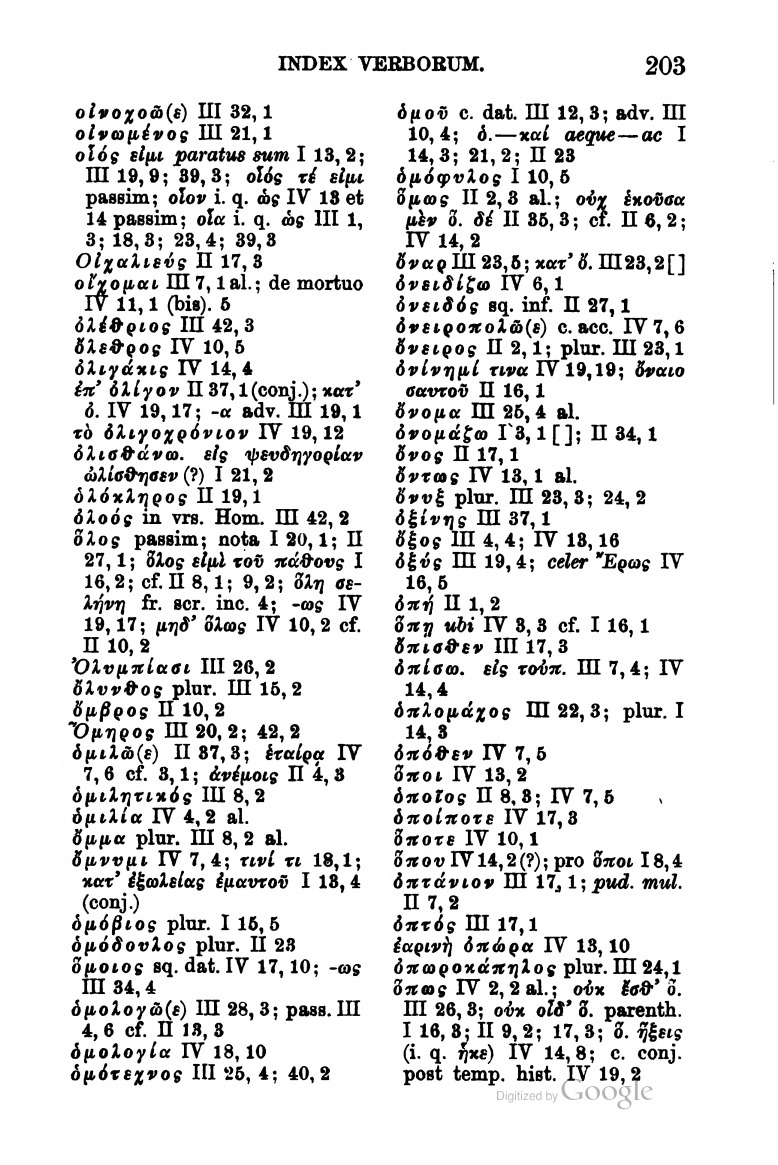 INDEX VERBORUM. 203
οἰνοχοῶ(ε) III 32, 1
οἰνωμένος III 21, 1
οἷός εἰμι paratus sum I 13, 2;
III 19, 9; 39, 3; οἷός τέ εἰμι
passim; οἷον i. q. ὡς IV 13 et
14 passim; οἷα i. q. ὡς III 1,
3; 18, 3; 23, 4; 39, 3
Οἰχαλιεύς II 17, 3
οἴχομαι III 7, 1 al.; de mortuo
IV 11, 1 (bis). 5
ὀλέθριος III 42, 3
ὄλεθρος IV 10, 5
ὀλιγάκις IV 14, 4
ἐπ’ ὀλίγον II 37, 1 (conj.); κατ’
ὀ. IV 19, 17; -α adv. III 19, 1
τὸ ὀλιγοχρόνιον IV 19, 12
ὀλισθάνω. εἰς ψευδηγορίαν
ὠλίσθησεν (?) I 21, 2
ὁλόκληρος II 19, 1
ὀλοός in vrs. Hom. III 42, 2
ὅλος passim; nota I 20, 1; II
27, 1; ὅλος εἰμὶ τοῦ πάθους I
16, 2; cf. II 8, 1; 9, 2; ὅλη σε-
λήνη fr. scr. inc. 4; -ως IV
19, 17; μηδ’ ὅλως IV 10, 2 cf.
II 10, 2
Ὀλυμπίασι III 26, 2
ὄλυνθος plur. III 15, 2
ὄμβρος II 10, 2
Ὅμηρος III 20, 2; 42, 2
ὁμιλῶ(ε) II 37, 3; ἑταίρᾳ IV
7, 6 cf. 3, 1; ἀνέμοις II 4, 3
ὁμιλητικός III 8, 2
ὁμιλία IV 4, 2 al.
ὄμμα plur. III 8, 2 al.
ὄμνυμι IV 7, 4; τινί τι 18, 1;
κατ’ ἐξωλείας ἐμαυτοῦ I 18, 4
(conj.)
ὁμόβιος plur. I 15, 5
ὁμόδουλος plur. II 23
ὅμοιος sq. dat. IV 17, 10; -ως
III 34, 4
ὁμολογῶ(ε) III 28, 3; pass. III
4, 6 cf. II 13, 3
ὁμολογία IV 18, 10
ὁμότεχνος III 25, 4; 40, 2
ὁμοῦ c. dat. III 12, 3; adv. III
10, 4; ὁ.—καί aeque—ac I
14, 3; 21, 2; II 23
ὁμόφυλος I 10, 5
ὅμως II 2, 3 al.; οὐχ ἑκοῦσα
μὲν ὅ. δέ II 35, 3; cf. II 6, 2;
IV 14, 2
ὄναρ III 23, 5; κατ’ ὄ. III 23, 2 [ ]
ὀνειδίζω IV 6, 1
ὀνειδός sq. inf. II 27, 1
ὀνειροπολῶ(ε) c. acc. IV 7, 6
ὄνειρος II 2, 1; plur. III 23, 1
ὀνίνημί τινα IV 19, 19; ὄναιο
σαυτοῦ II 16, 1
ὄνομα III 25, 4 al.
ὀνομάζω I 3, 1 [ ]; II 34, 1
ὄνος II 17, 1
ὄντως IV 13, 1 al.
ὄνυξ plur. III 23, 3; 24, 2
ὀξίνης III 37, 1
ὄξος III 4, 4; IV 13, 16
ὀξύς III 19, 4; celer Ἔρως IV
16, 5
ὀπή II 1, 2
ὅπῃ ubi IV 3, 3 cf. I 16, 1
ὄπισθεν III 17, 3
ὀπίσω. εἰς τοὐπ. III 7, 4; IV
14, 4
ὁπλομάχος III 22, 3; plur. I
14, 3
ὁπόθεν IV 7, 5
ὅποι IV 13, 2
ὁποῖος II 8, 3; IV 7, 5
ὁποίποτε IV 17, 3
ὅποτε IV 10, 1
ὅπου IV 14, 2 (?); pro ὅποι I 8, 4
ὀπτάνιον III 17, 1; pud. mul.
II 7, 2
ὀπτός III 17, 1
ἐαρινὴ ὀπώρα IV 13, 10
ὀπωροκάπηλος plur. III 24, 1
ὅπως IV 2, 2 al.; οὐκ ἔσθ’ ὅ.
III 26, 3; οὐκ οἶδ’ ὅ. parenth.
I 16, 3; II 9, 2; 17, 3; ὅ. ἥξεις
(i. q. ἧκε) IV 14, 8; c. conj.
post temp. hist. IV 19, 2
Digitized by Google